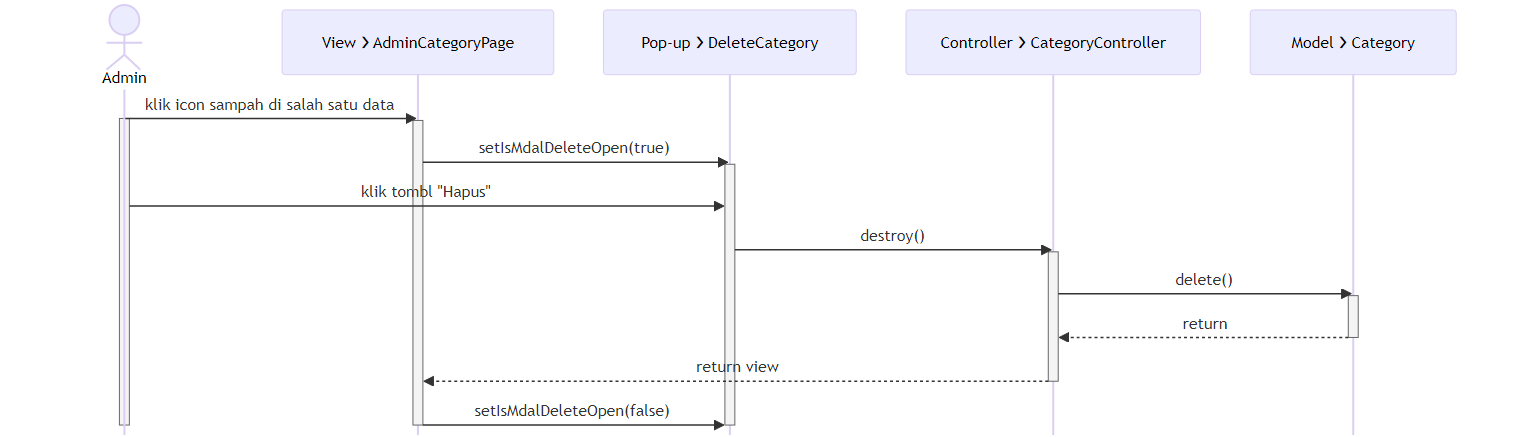 View ❯ AdminCategoryPage
Pop-up ❯ DeleteCategory
Controller ❯ CategoryController
Model ❯ Category
Admin
klik icon sampah di salah satu data
setIsMdalDeleteOpen(true)
klik tombl "Hapus"
destroy()
delete()
return
return view
setIsMdalDeleteOpen(false)